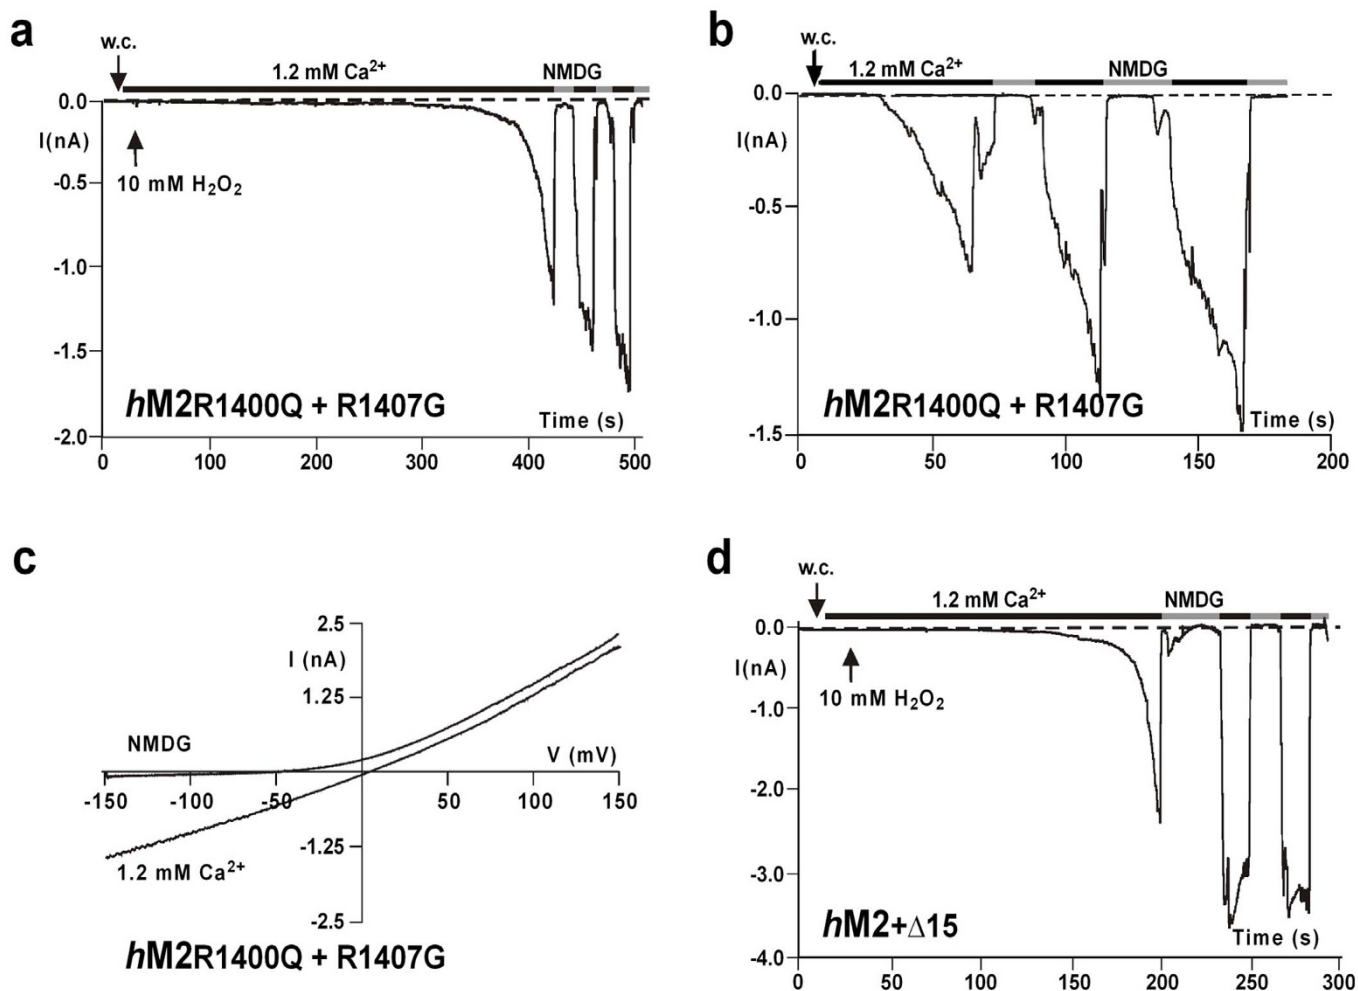 a
w.c.
1.2 mM Ca²⁺ NMDG
0.0
I(nA)
10 mM H₂O₂
-0.5
-1.0
-1.5
hM2R1400Q + R1407G
Time (s)
-2.0
0 100 200 300 400 500
b
w.c.
1.2 mM Ca²⁺ NMDG
0.0
I(nA)
-0.5
-1.0
hM2R1400Q + R1407G
Time (s)
-1.5
0 50 100 150 200
c
2.5
I (nA)
1.25
NMDG
V (mV)
-150 -100 -50 50 100 150
-1.25
1.2 mM Ca²⁺
-2.5
hM2R1400Q + R1407G
d
w.c.
1.2 mM Ca²⁺ NMDG
0.0
I(nA)
10 mM H₂O₂
-1.0
-2.0
-3.0
hM2+Δ15
Time (s)
-4.0
0 50 100 150 200 250 300